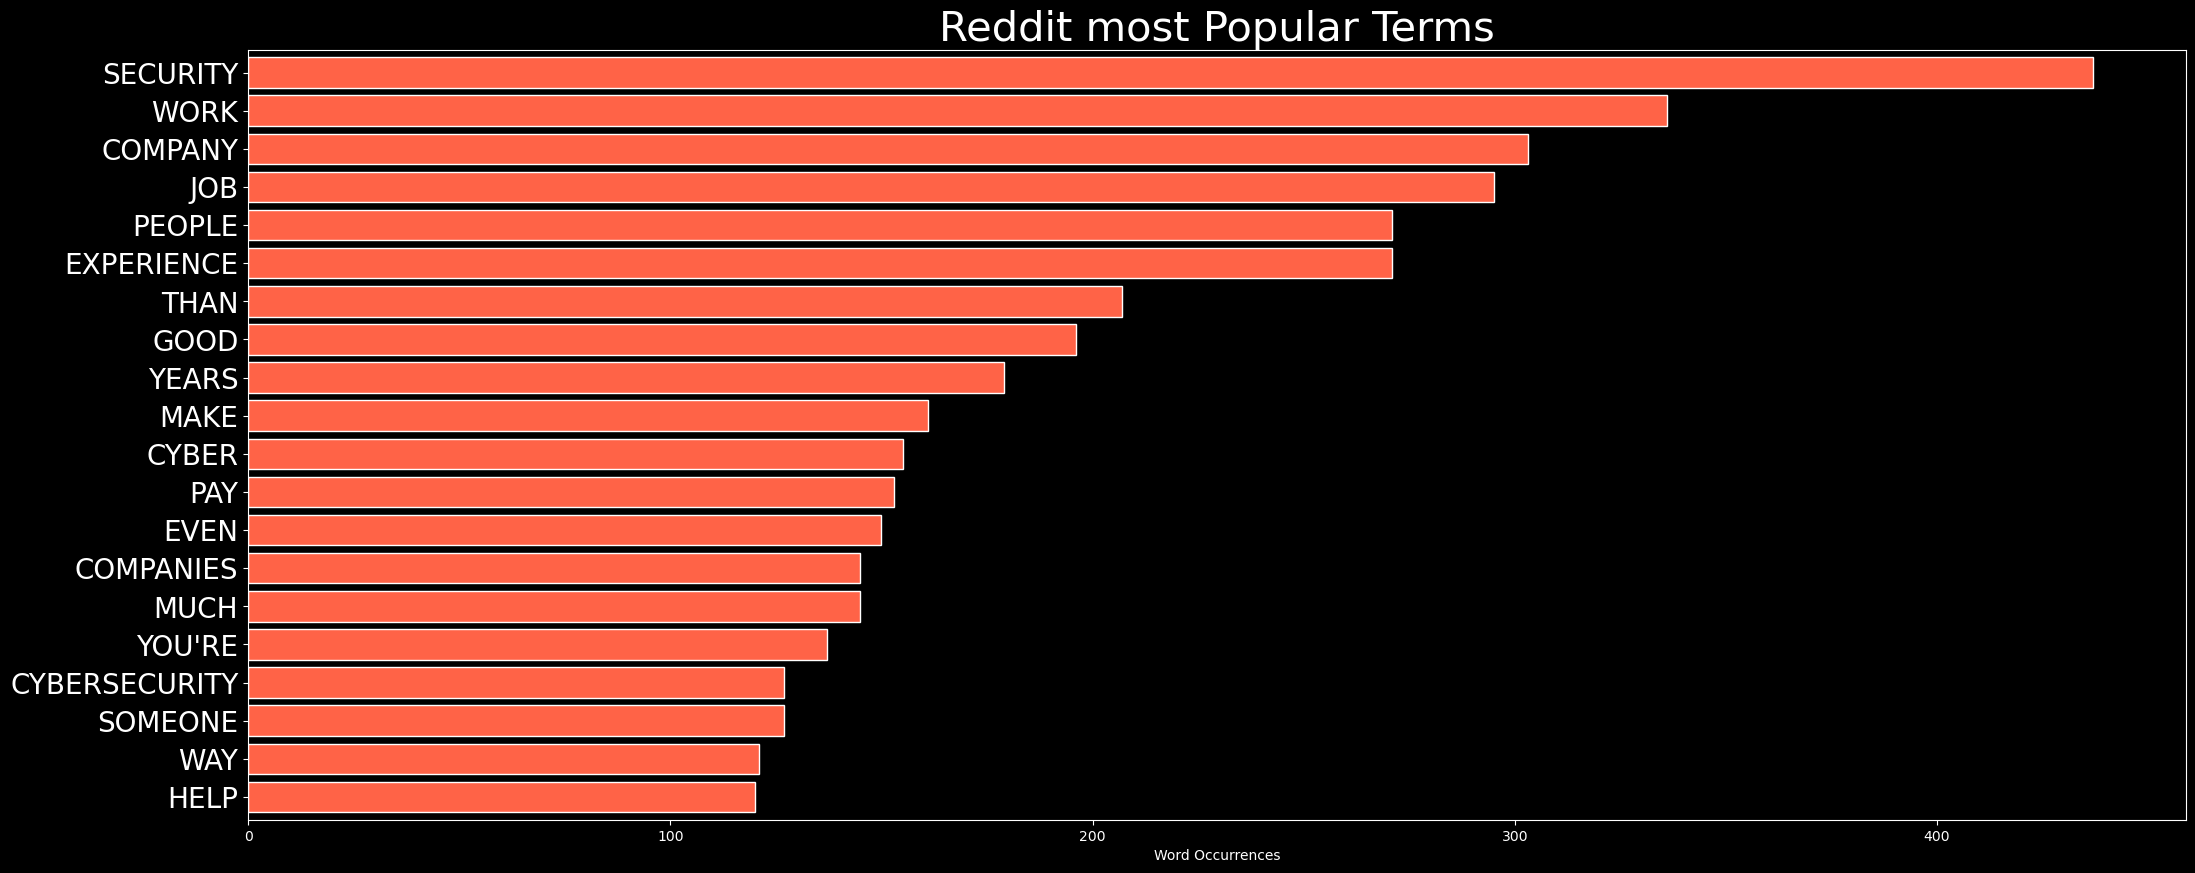 Reddit most Popular Terms
SECURITY
WORK
COMPANY
JOB
PEOPLE
EXPERIENCE
THAN
GOOD
YEARS
MAKE
CYBER
PAY
EVEN
COMPANIES
MUCH
YOU'RE
CYBERSECURITY
SOMEONE
WAY
HELP
0 100 200 300 400
Word Occurrences